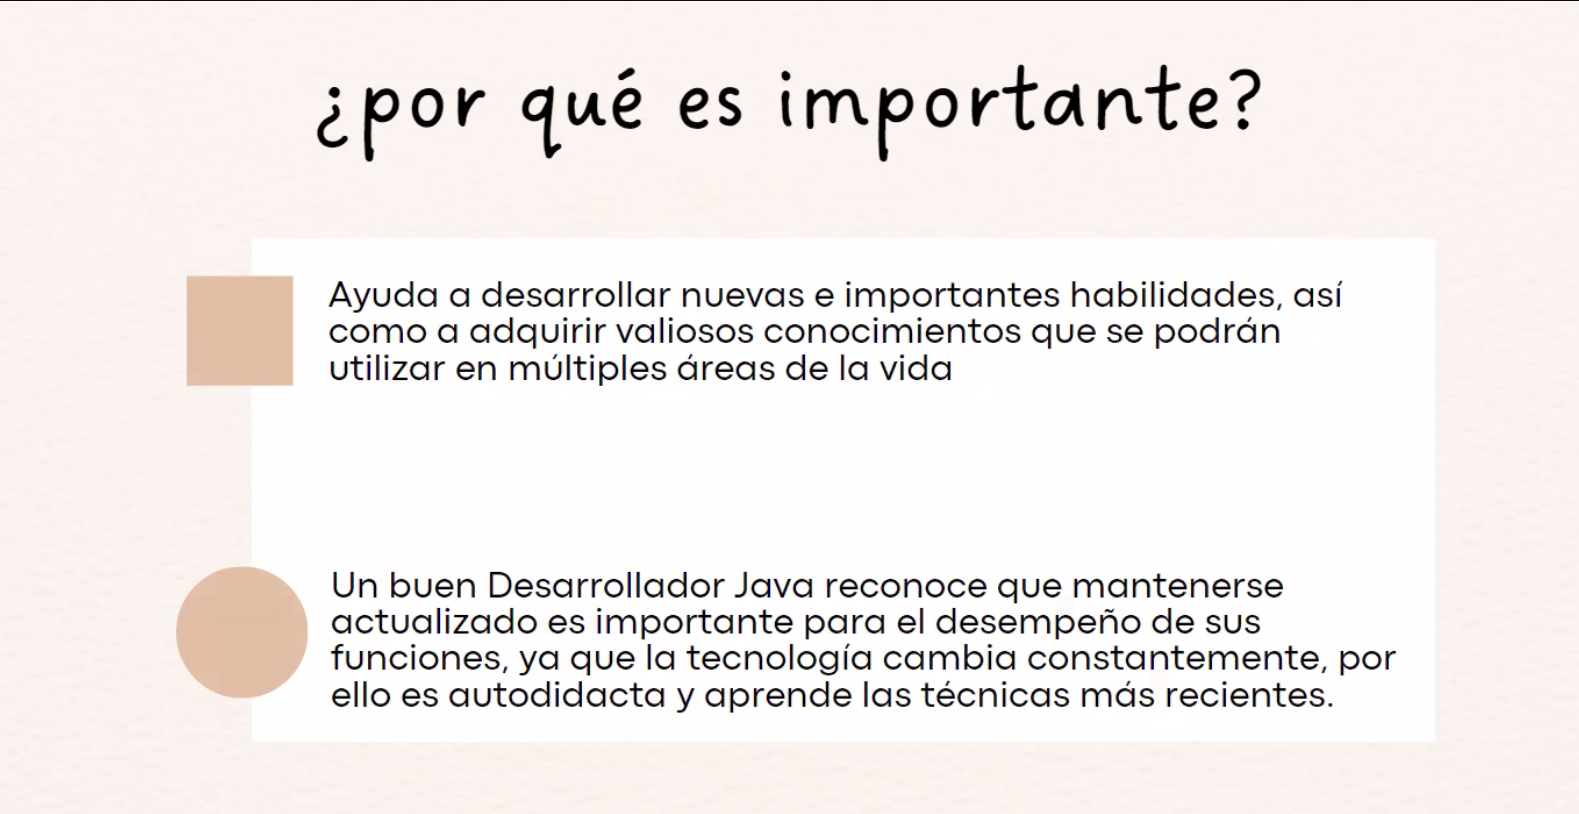 ¿por qué es importante?
Ayuda a desarrollar nuevas e importantes habilidades, así
como a adquirir valiosos conocimientos que se podrán
utilizar en múltiples áreas de la vida
Un buen Desarrollador Java reconoce que mantenerse
actualizado es importante para el desempeño de sus
funciones, ya que la tecnología cambia constantemente, por
ello es autodidacta y aprende las técnicas más recientes.